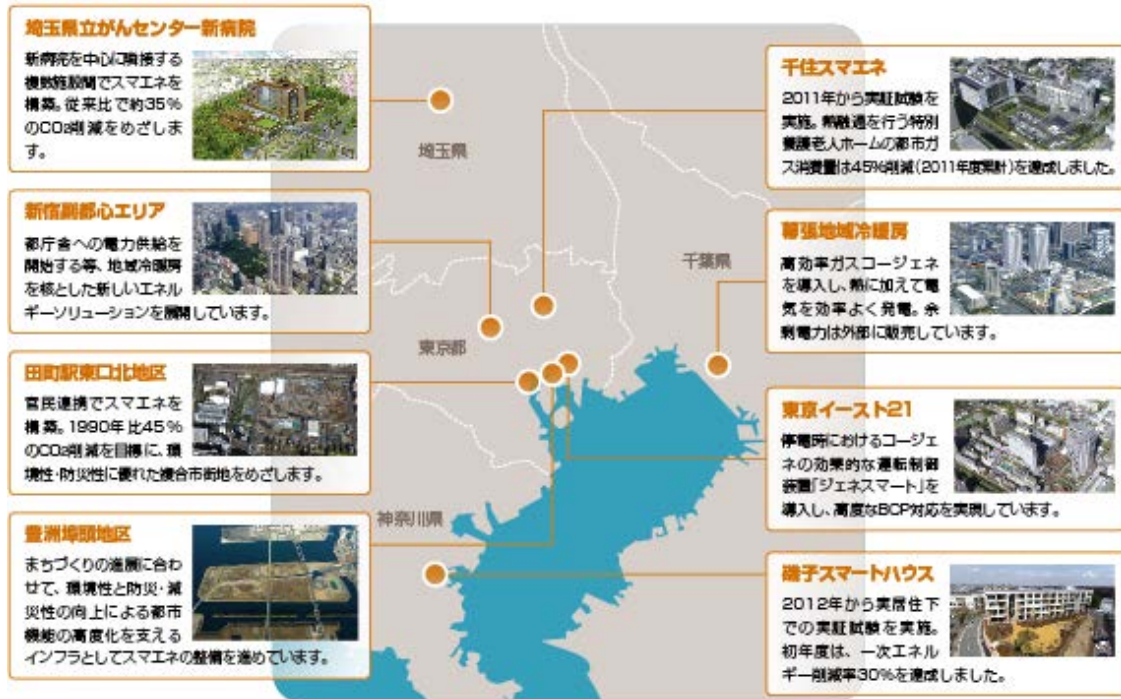 埼玉県立がんセンター新病院
新病院を中心に隣接する
複数施設間でスマエネを
構築。従来比で約35%
のCO₂削減をめざしま
す。
新宿副都心エリア
都庁舎への電力供給を
開始する等、地域冷暖房
を核とした新しいエネル
ギーソリューションを展開しています。
田町駅東口北地区
官民連携でスマエネを
構築。1990年比45%
のCO₂削減を目標に、環
境性・防災性に優れた複合市街地をめざします。
豊洲埠頭地区
まちづくりの進展に合わ
せて、環境性と防災・減
災性の向上による都市
機能の高度化を支える
インフラとしてスマエネの整備を進めています。
埼玉県
東京都
千葉県
神奈川県
千住スマエネ
2011年から実証試験を
実施。熱融通を行う特別
養護老人ホームの都市ガ
ス消費量は45%削減(2011年度累計)を達成しました。
幕張地域冷暖房
高効率ガスコージェネ
を導入し、熱に加えて電
気を効率よく発電。余
剰電力は外部に販売しています。
東京イースト21
停電時におけるコージェ
ネの効果的な運転制御
装置「ジェネスマート」を
導入し、高度なBCP対応を実現しています。
磯子スマートハウス
2012年から実居住下
での実証試験を実施。
初年度は、一次エネル
ギー削減率30%を達成しました。